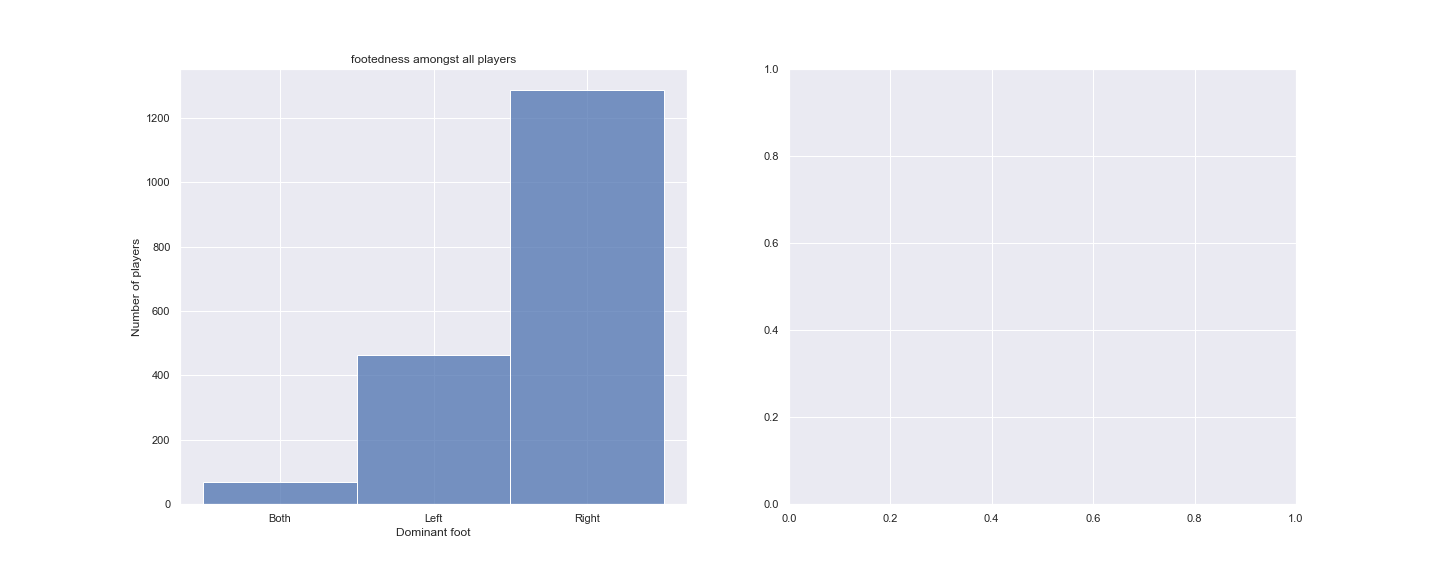 footedness amongst all players
1200
1000
800
600
400
200
0
Number of players
Both Left Right
Dominant foot
1.0
0.8
0.6
0.4
0.2
0.0
0.0 0.2 0.4 0.6 0.8 1.0